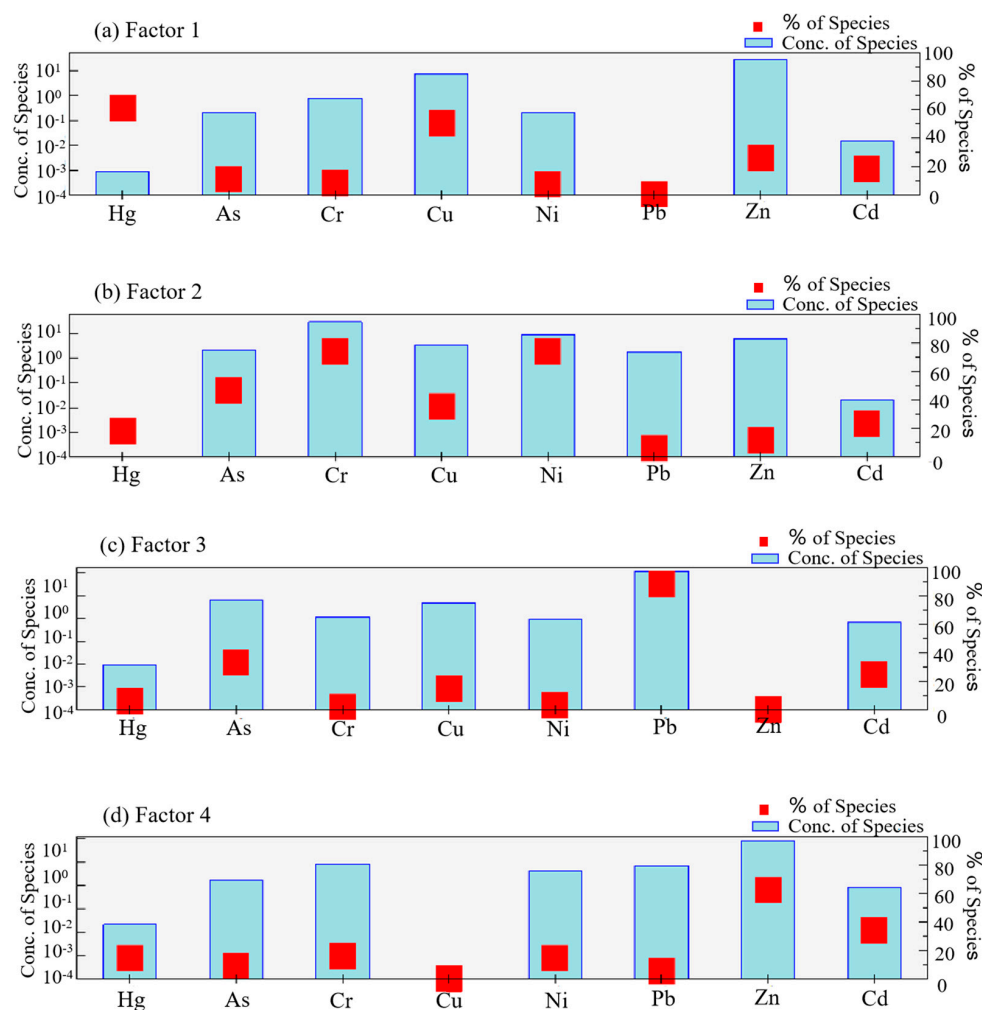 (a) Factor 1
% of Species
Conc. of Species
Conc. of Species
10¹
10⁰
10⁻¹
10⁻²
10⁻³
10⁻⁴
100
80
60
40
20
0
% of Species
Hg As Cr Cu Ni Pb Zn Cd
(b) Factor 2
% of Species
Conc. of Species
Conc. of Species
10¹
10⁰
10⁻¹
10⁻²
10⁻³
10⁻⁴
100
80
60
40
20
0
% of Species
Hg As Cr Cu Ni Pb Zn Cd
(c) Factor 3
% of Species
Conc. of Species
Conc. of Species
10¹
10⁰
10⁻¹
10⁻²
10⁻³
10⁻⁴
100
80
60
40
20
0
% of Species
Hg As Cr Cu Ni Pb Zn Cd
(d) Factor 4
% of Species
Conc. of Species
Conc. of Species
10¹
10⁰
10⁻¹
10⁻²
10⁻³
10⁻⁴
100
80
60
40
20
0
% of Species
Hg As Cr Cu Ni Pb Zn Cd